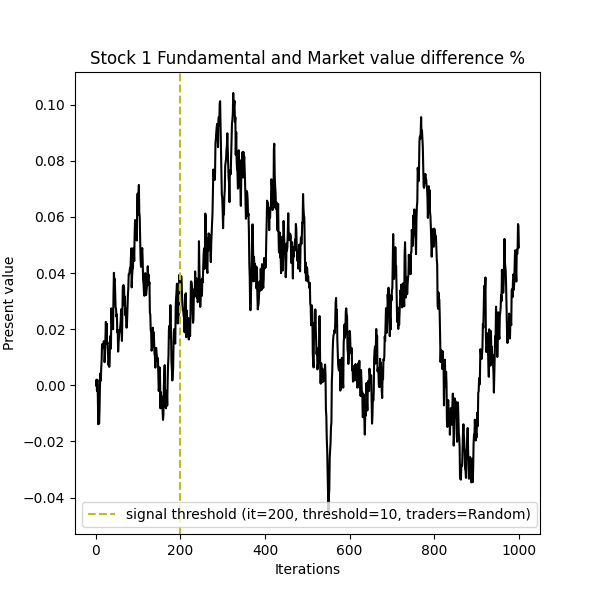 Stock 1 Fundamental and Market value difference %
0.10
0.08
0.06
0.04
0.02
0.00
−0.02
−0.04
Present value
signal threshold (it=200, threshold=10, traders=Random)
0 200 400 600 800 1000
Iterations